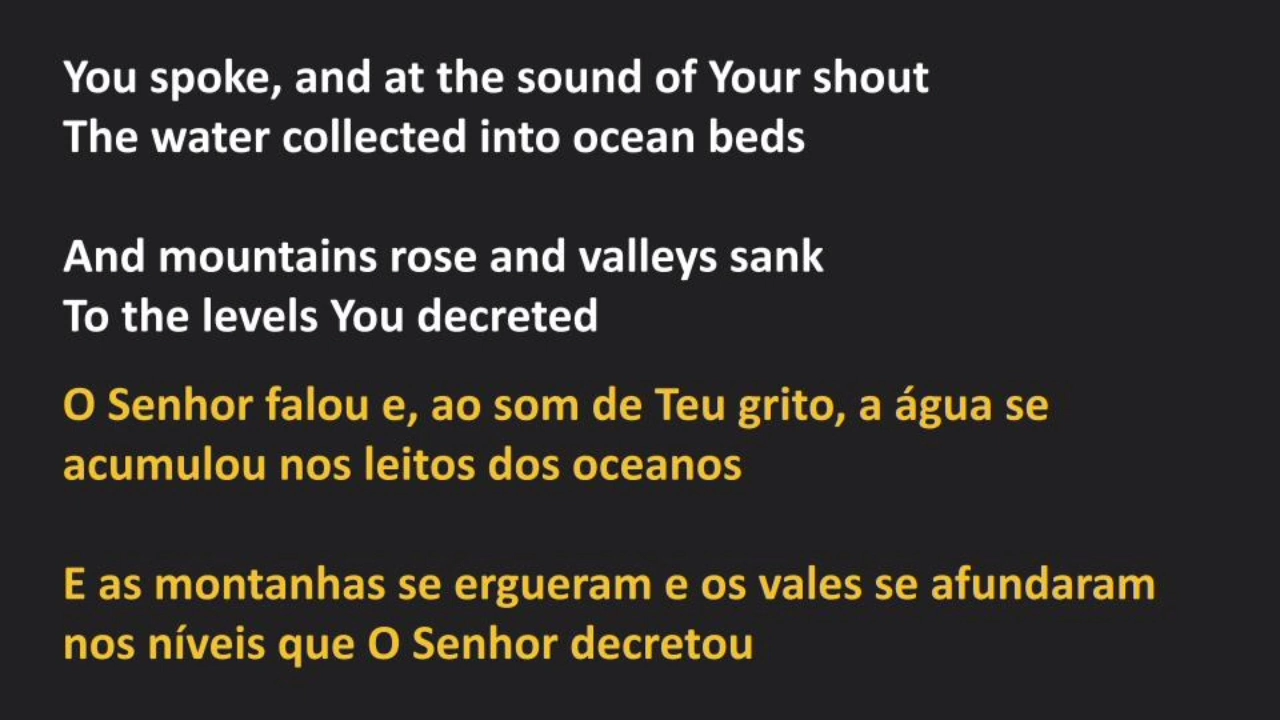 You spoke, and at the sound of Your shout
The water collected into ocean beds
And mountains rose and valleys sank
To the levels You decreted
O Senhor falou e, ao som de Teu grito, a água se
acumulou nos leitos dos oceanos
E as montanhas se ergueram e os vales se afundaram
nos níveis que O Senhor decretou